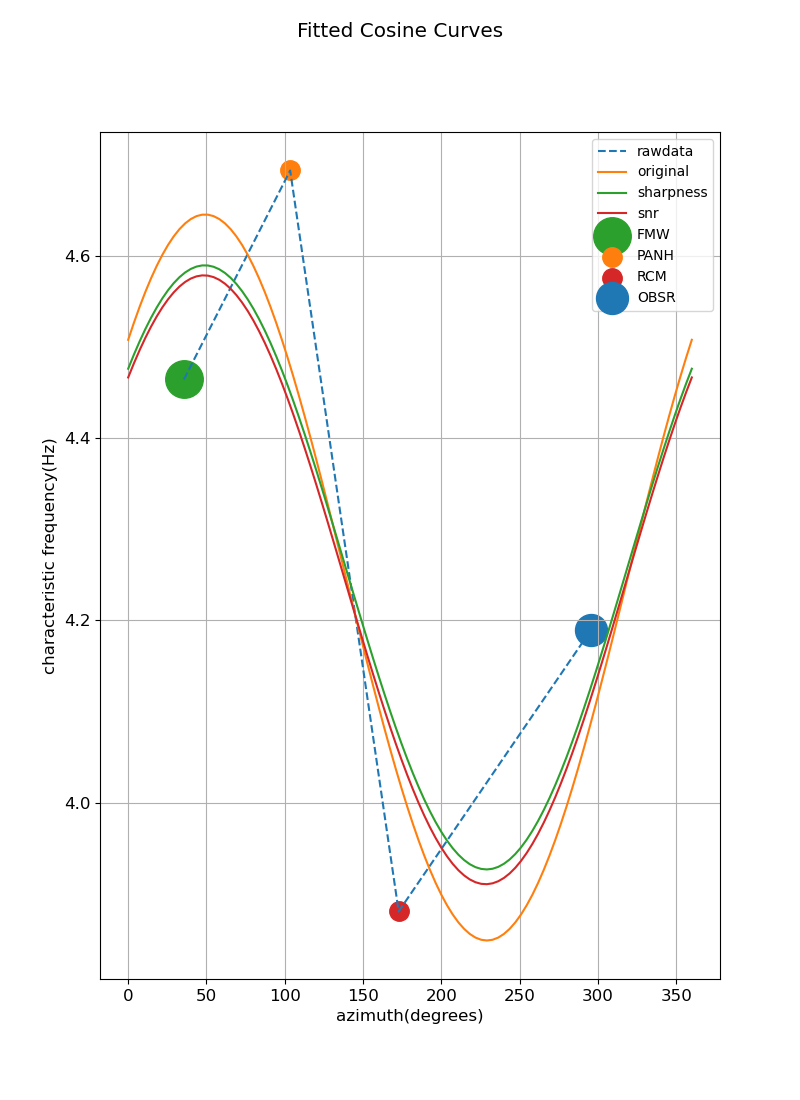 Fitted Cosine Curves
rawdata
original
sharpness
snr
FMW
PANH
RCM
OBSR
4.6
4.4
4.2
4.0
characteristic frequency(Hz)
0 50 100 150 200 250 300 350
azimuth(degrees)